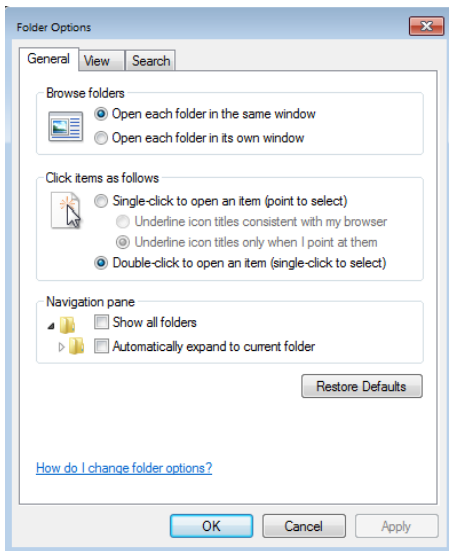 Folder Options
General View Search
Browse folders
Open each folder in the same window
Open each folder in its own window
Click items as follows
Single-click to open an item (point to select)
Underline icon titles consistent with my browser
Underline icon titles only when I point at them
Double-click to open an item (single-click to select)
Navigation pane
Show all folders
Automatically expand to current folder
Restore Defaults
How do I change folder options?
OK Cancel Apply